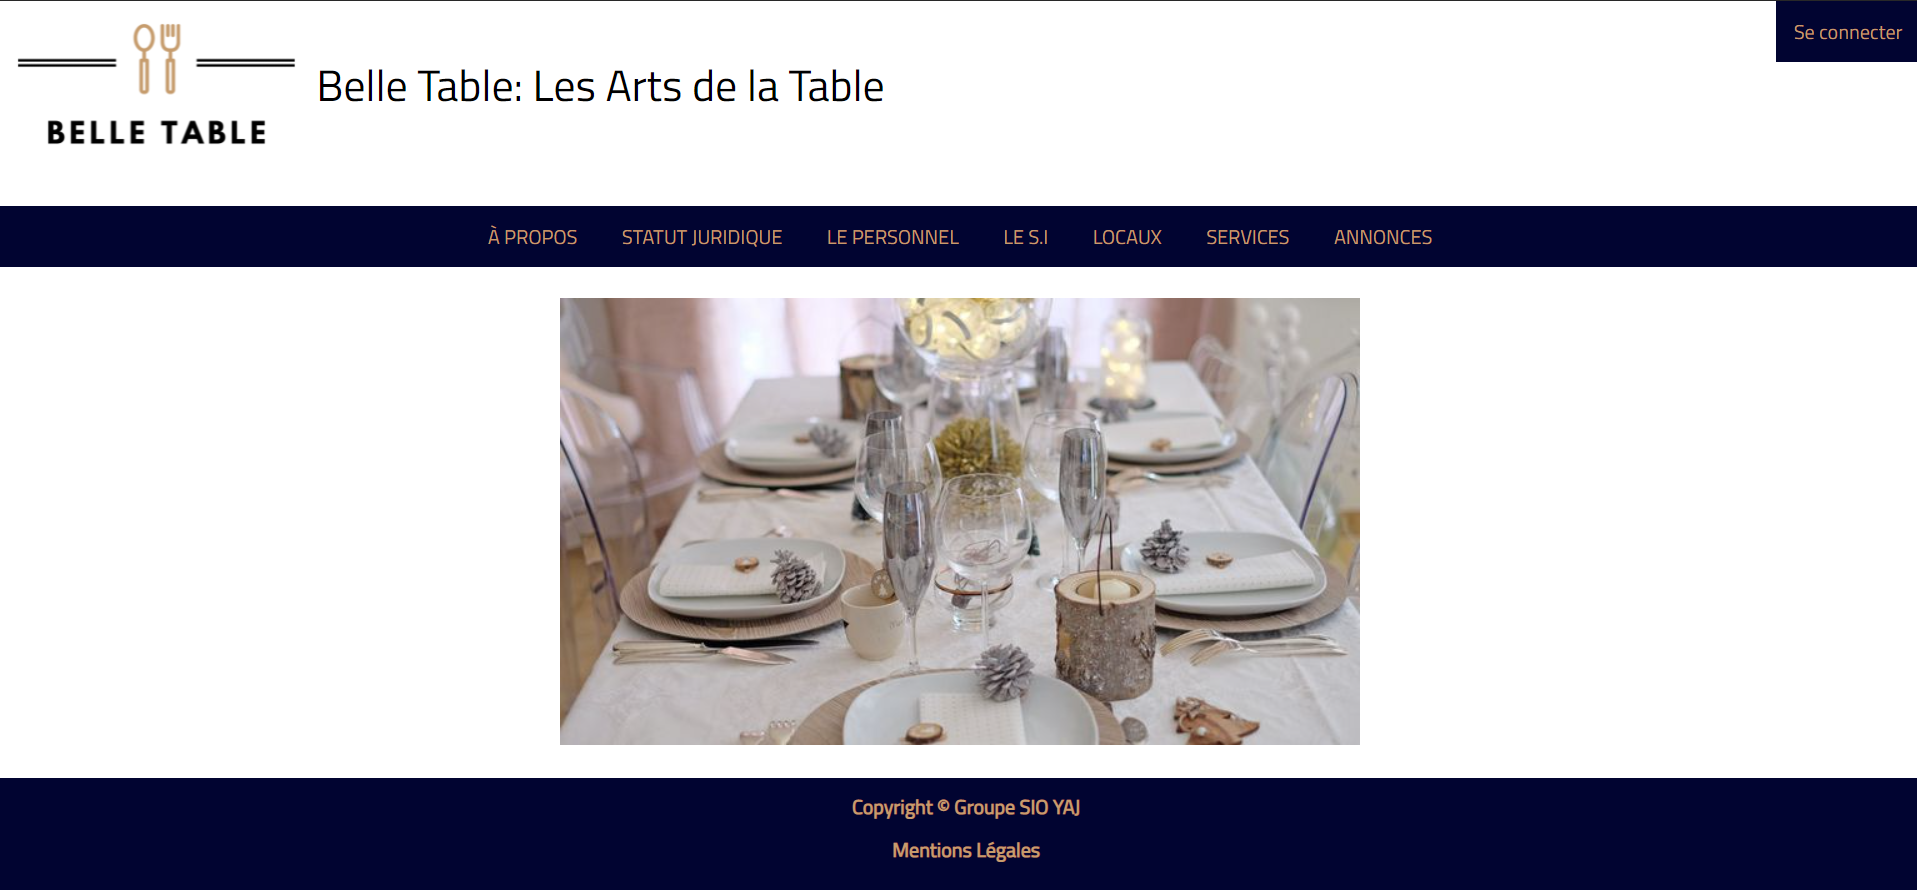 Se connecter
BELLE TABLE
Belle Table: Les Arts de la Table
À PROPOS STATUT JURIDIQUE LE PERSONNEL LE S.I LOCAUX SERVICES ANNONCES
Copyright © Groupe SIO YAJ
Mentions Légales